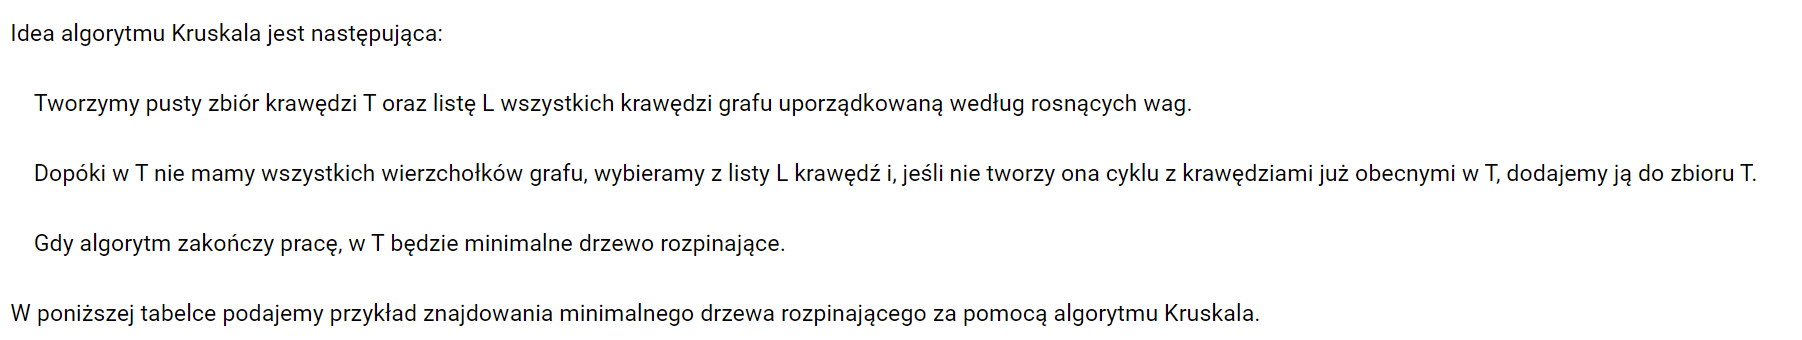 Idea algorytmu Kruskala jest następująca:
Tworzymy pusty zbiór krawędzi T oraz listę L wszystkich krawędzi grafu uporządkowaną według rosnących wag.
Dopóki w T nie mamy wszystkich wierzchołków grafu, wybieramy z listy L krawędź i, jeśli nie tworzy ona cyklu z krawędziami już obecnymi w T, dodajemy ją do zbioru T.
Gdy algorytm zakończy pracę, w T będzie minimalne drzewo rozpinające.
W poniższej tabelce podajemy przykład znajdowania minimalnego drzewa rozpinającego za pomocą algorytmu Kruskala.